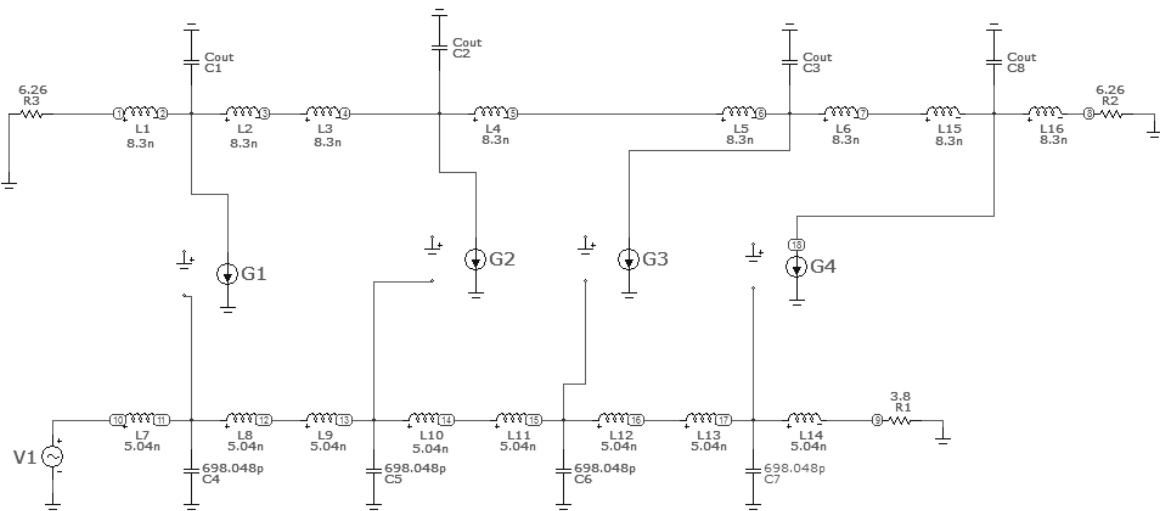 Cout
C1
Cout
C2
Cout
C3
Cout
C8
6.26
R3
1
2
3
4
5
6
7
8
6.26
R2
L1
8.3n
L2
8.3n
L3
8.3n
L4
8.3n
L5
8.3n
L6
8.3n
L15
8.3n
L16
8.3n
G1
G2
G3
18
G4
10
11
12
13
14
15
16
17
9
3.8
R1
L7
5.04n
L8
5.04n
L9
5.04n
L10
5.04n
L11
5.04n
L12
5.04n
L13
5.04n
L14
5.04n
V1
698.048p
C4
698.048p
C5
698.048p
C6
698.048p
C7